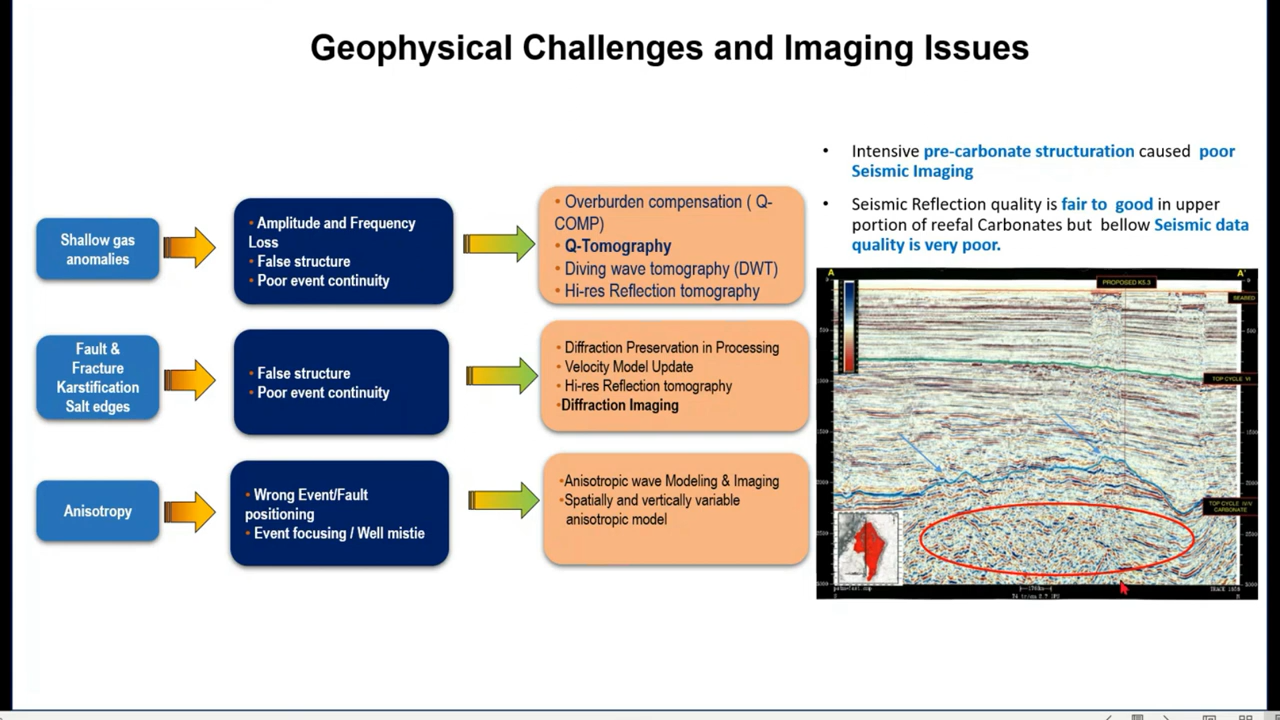 Geophysical Challenges and Imaging Issues
Shallow gas
anomalies
• Amplitude and Frequency
Loss
• False structure
• Poor event continuity
• Overburden compensation ( Q-
COMP)
• Q-Tomography
• Diving wave tomography (DWT)
• Hi-res Reflection tomography
Fault &
Fracture
Karstification
Salt edges
• False structure
• Poor event continuity
• Diffraction Preservation in Processing
• Velocity Model Update
• Hi-res Reflection tomography
•Diffraction Imaging
Anisotropy
• Wrong Event/Fault
positioning
• Event focusing / Well mistie
•Anisotropic wave Modeling & Imaging
•Spatially and vertically variable
anisotropic model
• Intensive pre-carbonate structuration caused poor
Seismic Imaging
• Seismic Reflection quality is fair to good in upper
portion of reefal Carbonates but bellow Seismic data
quality is very poor.
A
A'
PROPOSED K5.3
SEABED
TOP CYCLE VI
TOP CYCLE IV/V
CARBONATE